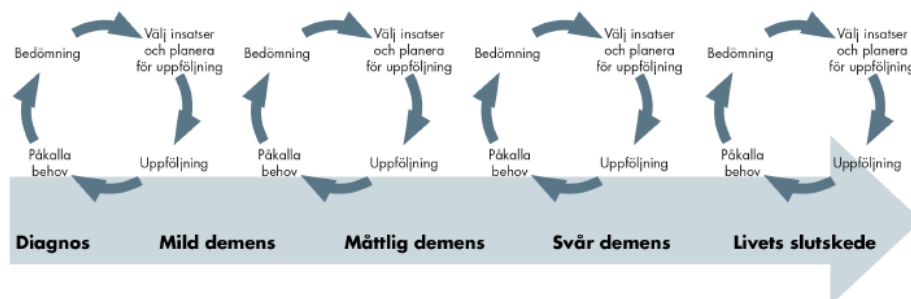 Bedömning
Välj insatser
och planera
för uppföljning
Påkalla
behov
Uppföljning
Bedömning
Välj insatser
och planera
för uppföljning
Påkalla
behov
Uppföljning
Bedömning
Välj insatser
och planera
för uppföljning
Påkalla
behov
Uppföljning
Bedömning
Välj insatser
och planera
för uppföljning
Påkalla
behov
Uppföljning
Diagnos
Mild demens
Måttlig demens
Svår demens
Livets slutskede